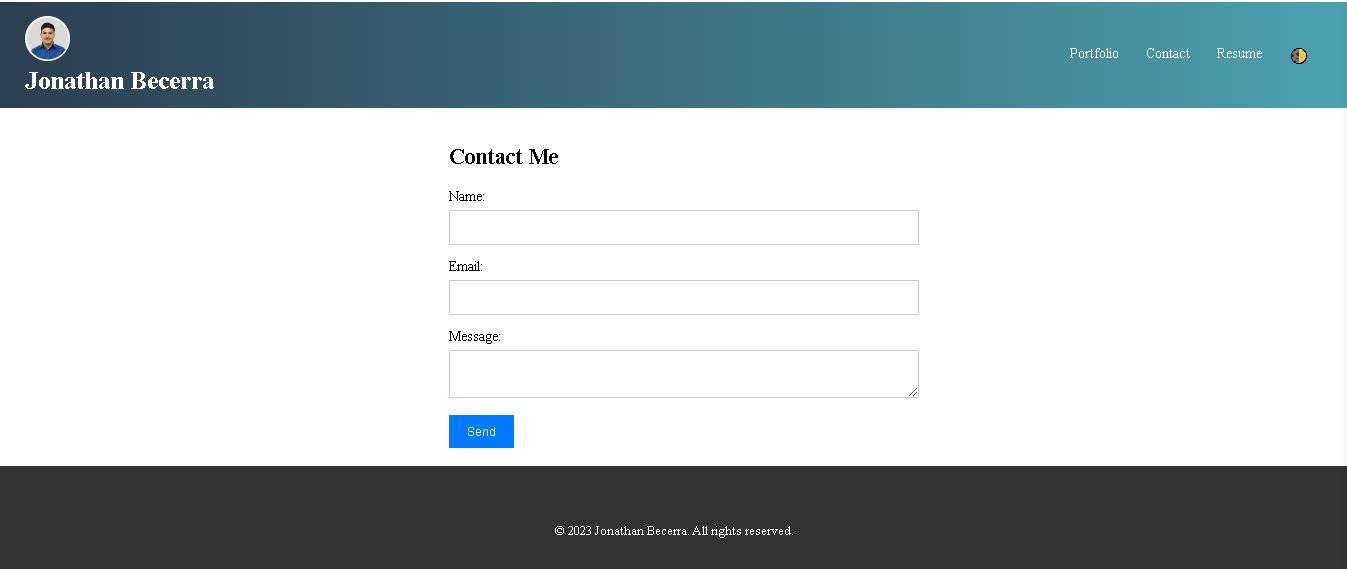 Jonathan Becerra
Portfolio Contact Resume
Contact Me
Name:
Email:
Message:
Send
© 2023 Jonathan Becerra. All rights reserved.